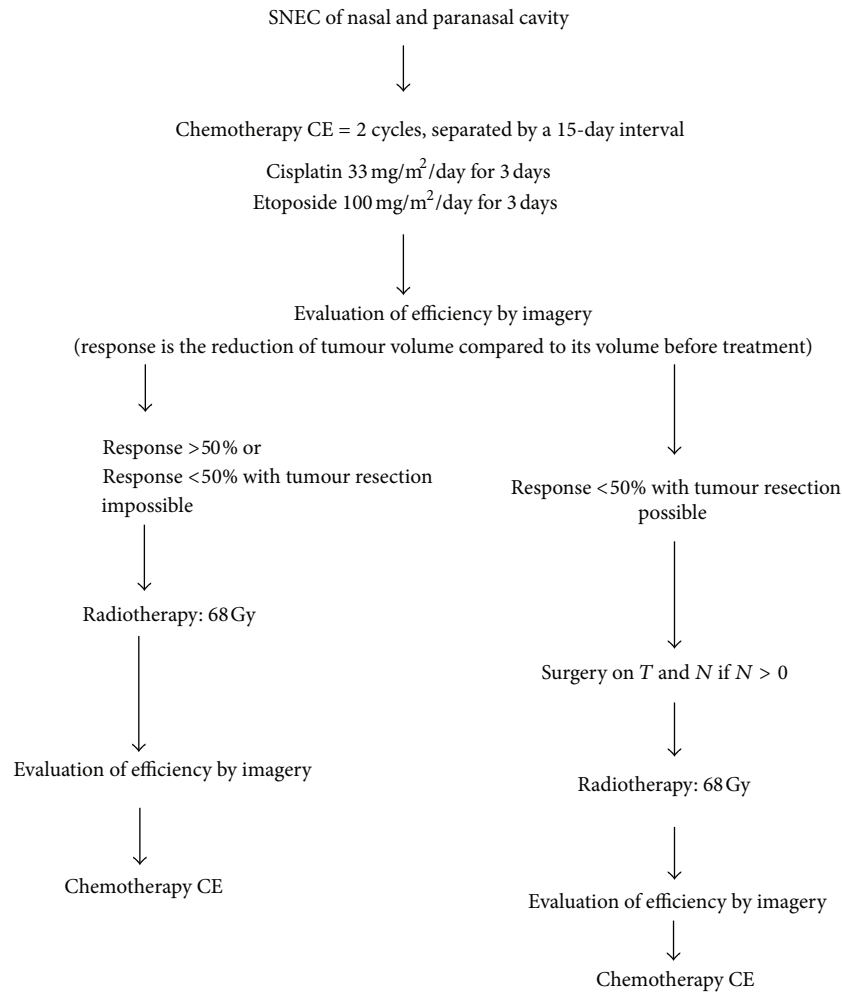 SNEC of nasal and paranasal cavity
Chemotherapy CE = 2 cycles, separated by a 15-day interval
Cisplatin 33 mg/m²/day for 3 days
Etoposide 100 mg/m²/day for 3 days
Evaluation of efficiency by imagery
(response is the reduction of tumour volume compared to its volume before treatment)
Response >50% or
Response <50% with tumour resection
impossible
Radiotherapy: 68 Gy
Evaluation of efficiency by imagery
Chemotherapy CE
Response <50% with tumour resection
possible
Surgery on T and N if N > 0
Radiotherapy: 68 Gy
Evaluation of efficiency by imagery
Chemotherapy CE